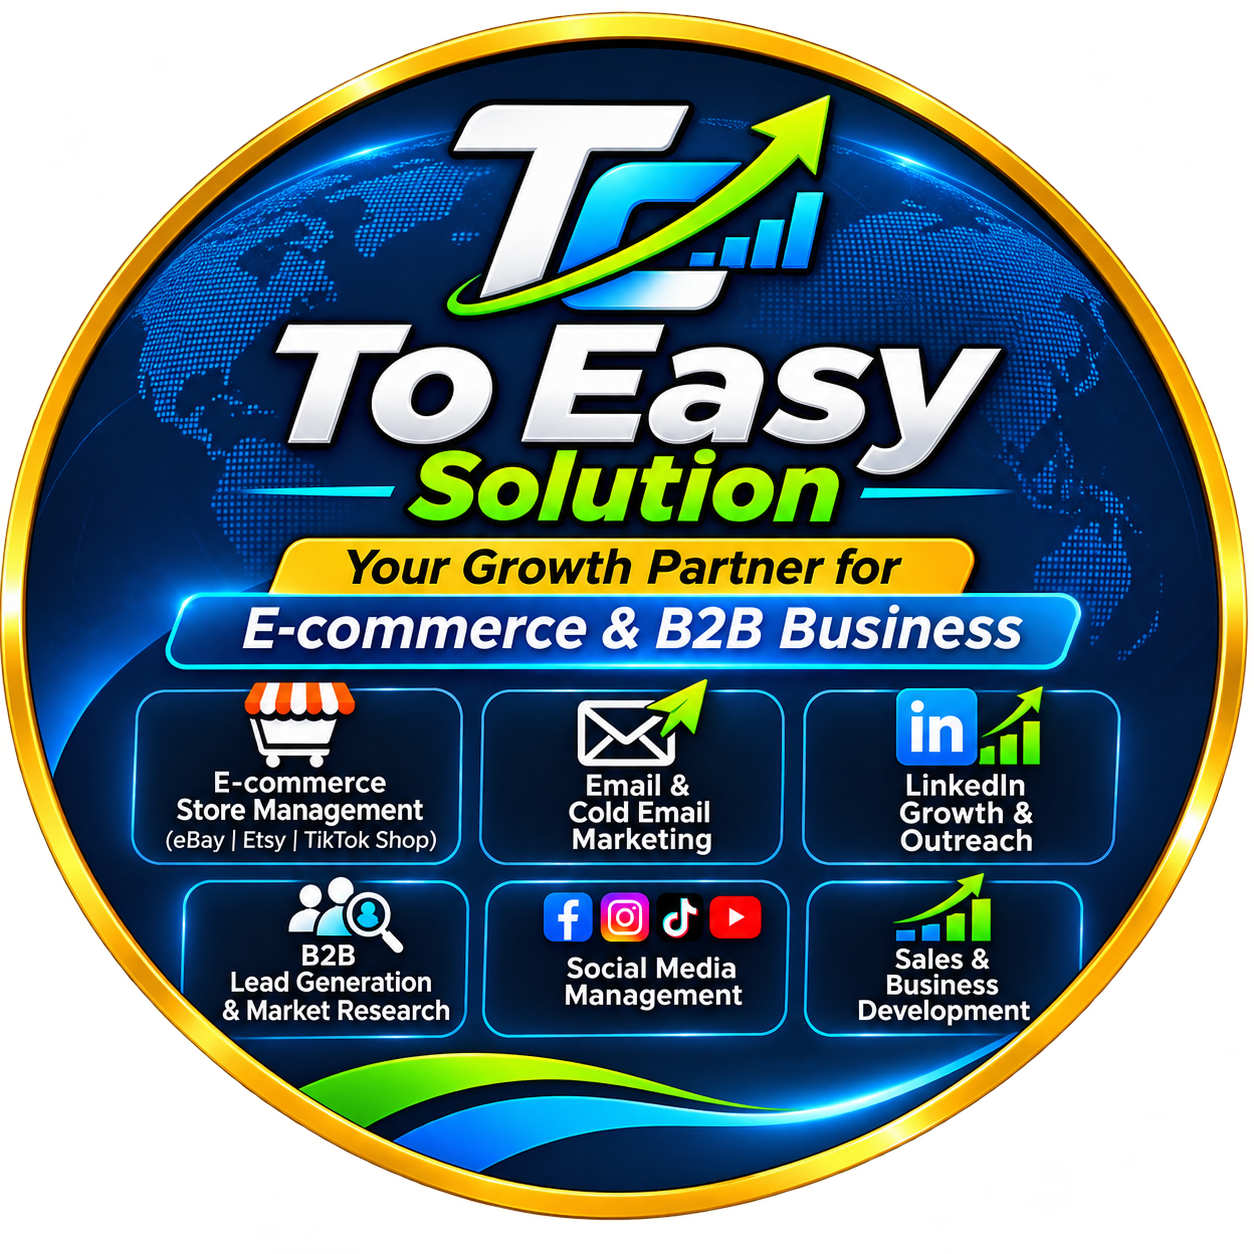 TC
To Easy
Solution
Your Growth Partner for
E-commerce & B2B Business
E-commerce
Store Management
(eBay | Etsy | TikTok Shop)
Email &
Cold Email
Marketing
in
LinkedIn
Growth &
Outreach
B2B
Lead Generation
& Market Research
Social Media
Management
Sales &
Business
Development